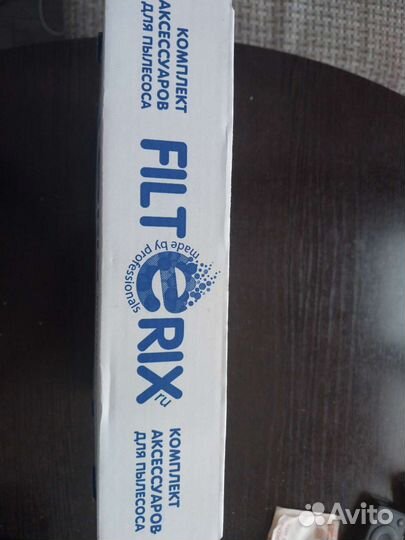 КОМПЛЕКТ
АКСЕССУАРОВ
ДЛЯ ПЫЛЕСОСА
FILTERIX
.ru
made by professionals
КОМПЛЕКТ
АКСЕССУАРОВ
ДЛЯ ПЫЛЕСОСА
Avito